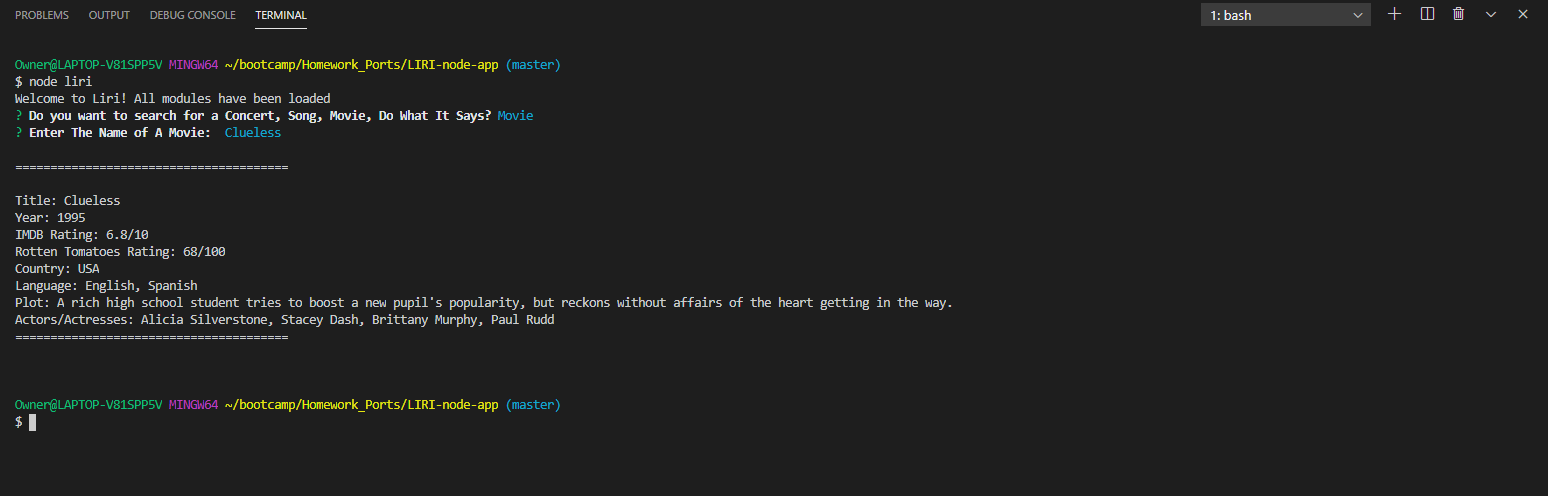 PROBLEMS OUTPUT DEBUG CONSOLE TERMINAL 1: bash
Owner@LAPTOP-V81SPP5V MINGW64 ~/bootcamp/Homework_Ports/LIRI-node-app (master)
$ node liri
Welcome to Liri! All modules have been loaded
? Do you want to search for a Concert, Song, Movie, Do What It Says? Movie
? Enter The Name of A Movie:  Clueless
=======================================
Title: Clueless
Year: 1995
IMDB Rating: 6.8/10
Rotten Tomatoes Rating: 68/100
Country: USA
Language: English, Spanish
Plot: A rich high school student tries to boost a new pupil's popularity, but reckons without affairs of the heart getting in the way.
Actors/Actresses: Alicia Silverstone, Stacey Dash, Brittany Murphy, Paul Rudd
=======================================
Owner@LAPTOP-V81SPP5V MINGW64 ~/bootcamp/Homework_Ports/LIRI-node-app (master)
$